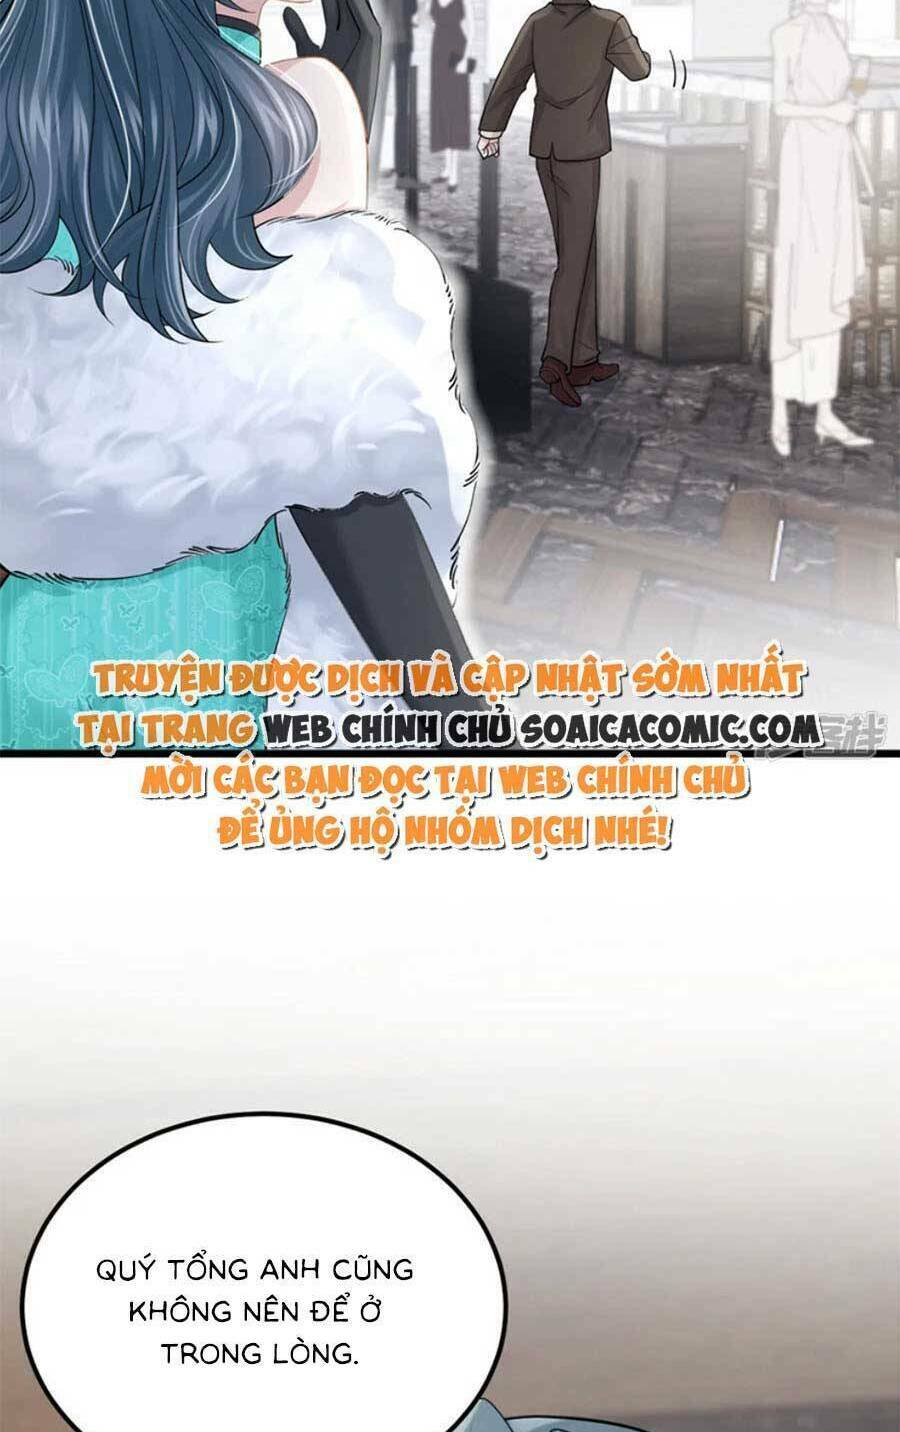 TRUYỆN ĐƯỢC DỊCH VÀ CẬP NHẬT SỚM NHẤT
TẠI TRANG WEB CHÍNH CHỦ SOAICACOMIC.COM
MỜI CÁC BẠN ĐỌC TẠI WEB CHÍNH CHỦ
ĐỂ ỦNG HỘ NHÓM DỊCH NHÉ!
QUÝ TỔNG ANH CŨNG
KHÔNG NÊN ĐỂ Ở
TRONG LÒNG.